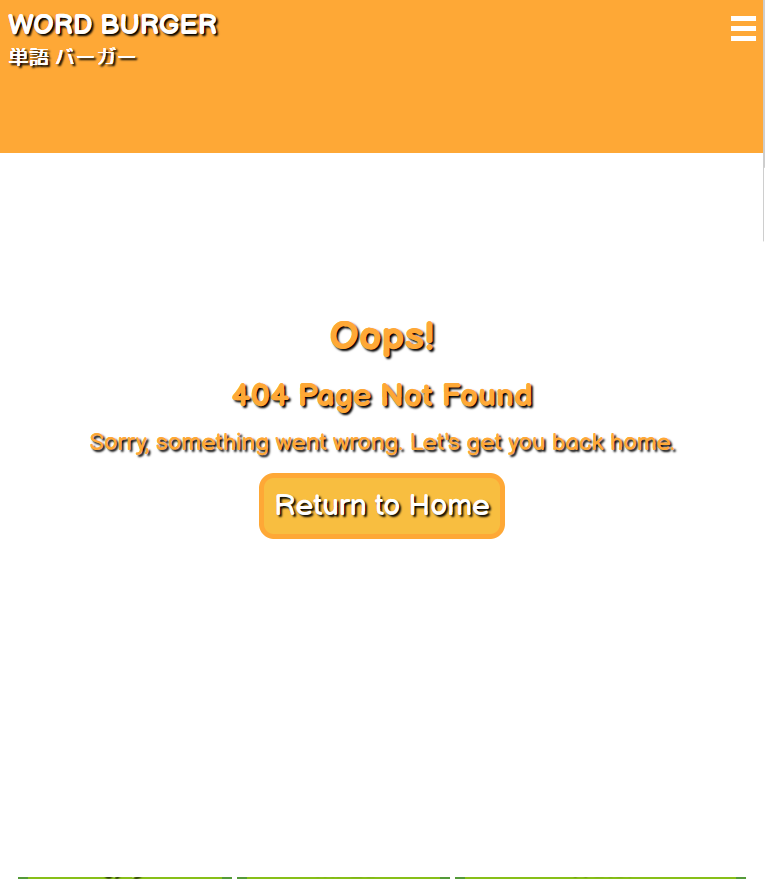 WORD BURGER
単語 バーガー
Oops!
404 Page Not Found
Sorry, something went wrong. Let's get you back home.
Return to Home